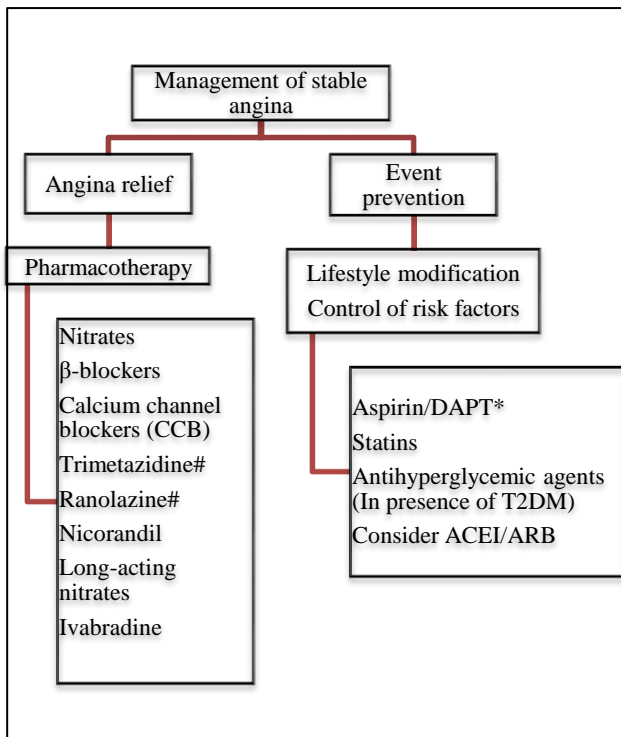 Management of stable
angina
Angina relief
Event
prevention
Pharmacotherapy
Lifestyle modification
Control of risk factors
Nitrates
β-blockers
Calcium channel
blockers (CCB)
Trimetazidine#
Ranolazine#
Nicorandil
Long-acting
nitrates
Ivabradine
Aspirin/DAPT*
Statins
Antihyperglycemic agents
(In presence of T2DM)
Consider ACEI/ARB